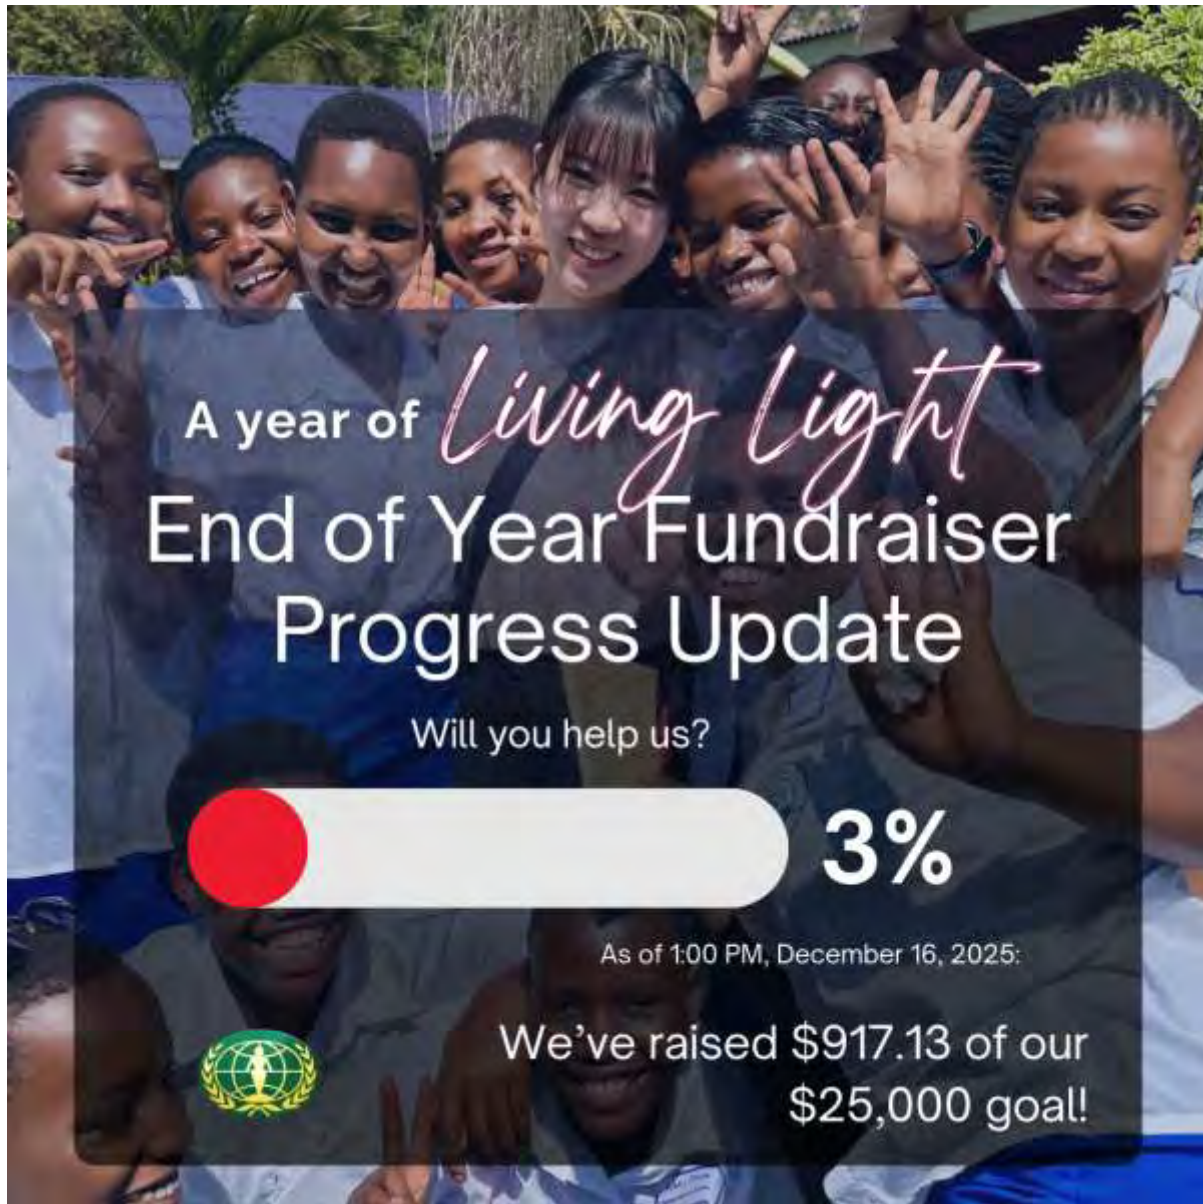 A year of Living Light
End of Year Fundraiser
Progress Update
Will you help us?
3%
As of 1:00 PM, December 16, 2025:
We’ve raised $917.13 of our
$25,000 goal!